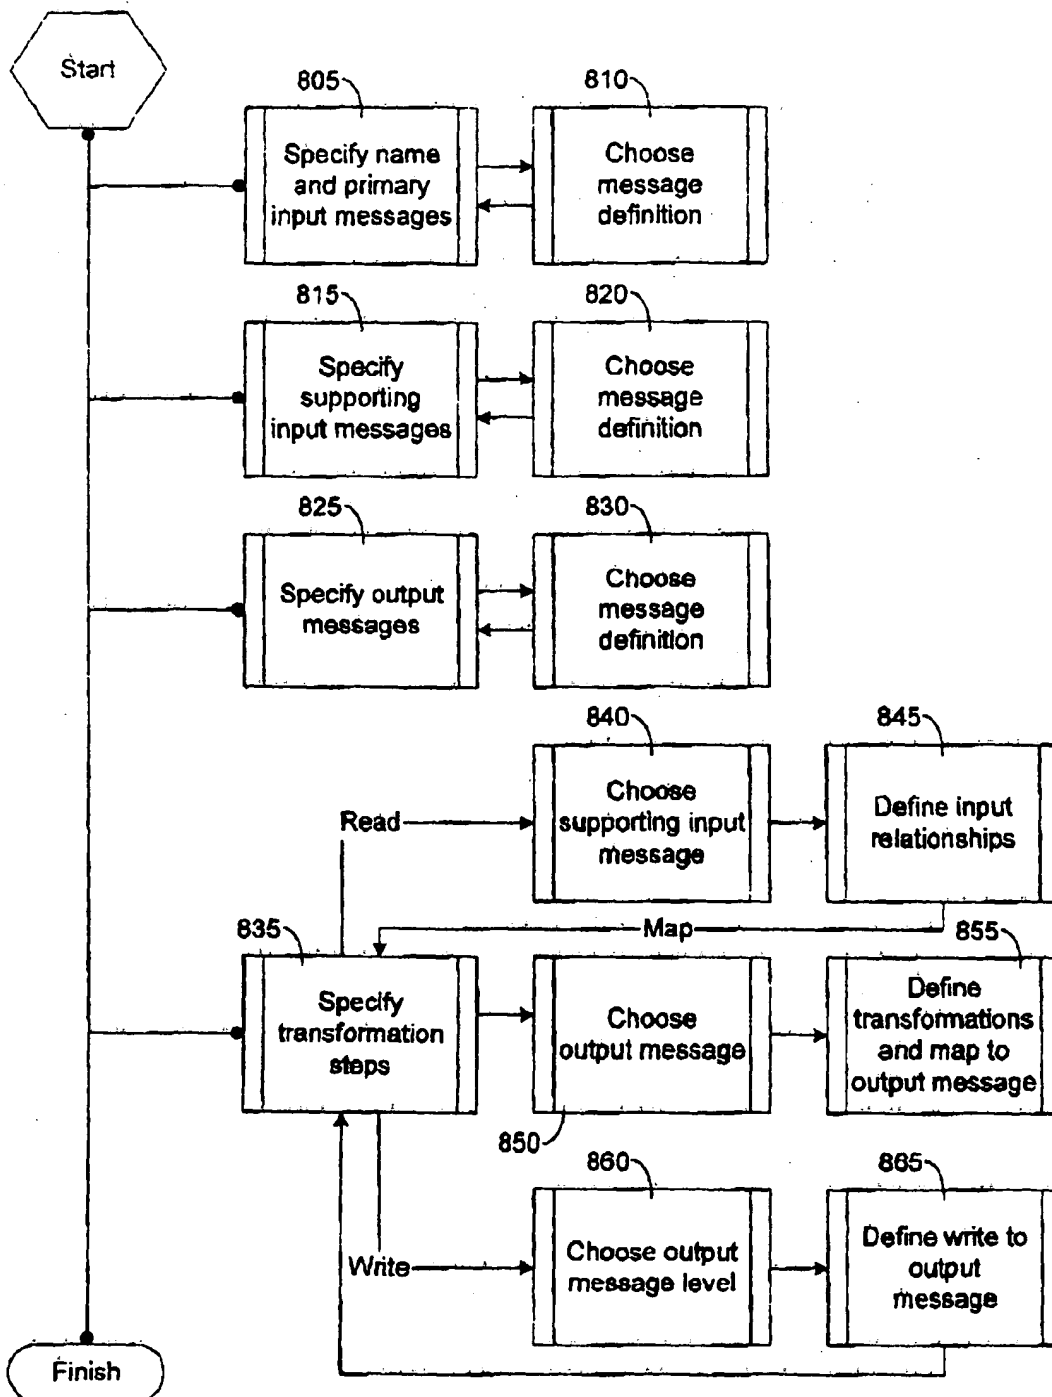 Start
805
810
Specify name
and primary
input messages
Choose
message
definition
815
820
Specify
supporting
input messages
Choose
message
definition
825
830
Specify output
messages
Choose
message
definition
840
845
Read
Choose
supporting input
message
Define input
relationships
835
Map
855
Specify
transformation
steps
Choose
output message
Define
transformations
and map to
output message
850
860
865
Write
Choose output
message level
Define write to
output
message
Finish